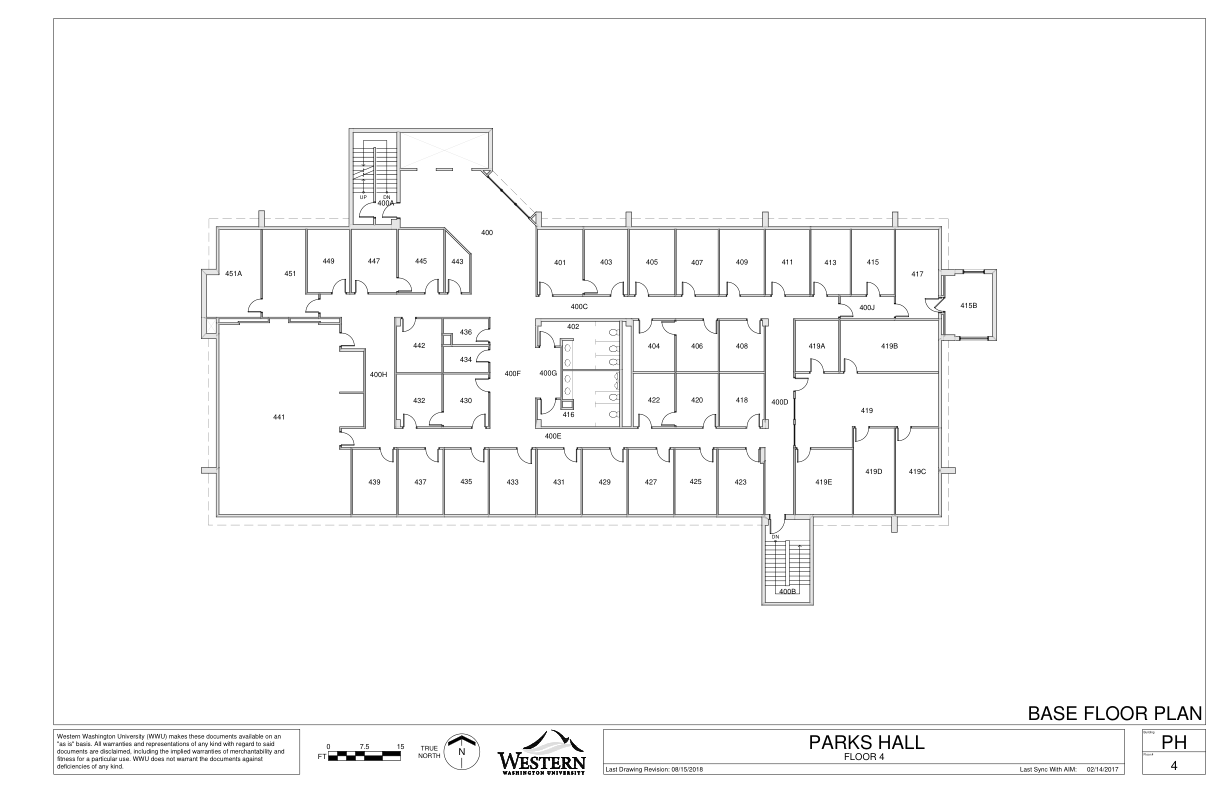 UP
DN
400A
400
451A
451
449
447
445
443
401
403
405
407
409
411
413
415
417
415B
400C
400J
402
436
434
442
400H
400F
400G
404
406
408
419A
419B
432
430
416
422
420
418
400D
419
441
400E
439
437
435
433
431
429
427
425
423
419E
419D
419C
DN
400B
BASE FLOOR PLAN
Western Washington University (WWU) makes these documents available on an
"as is" basis. All warranties and representations of any kind with regard to said
documents are disclaimed, including the implied warranties of merchantability and
fitness for a particular use. WWU does not warrant the documents against
deficiencies of any kind.
0 7.5 15
FT
TRUE
NORTH
N
WESTERN
WASHINGTON UNIVERSITY
PARKS HALL
FLOOR 4
Last Drawing Revision: 08/15/2018
Last Sync With AIM: 02/14/2017
Building
PH
4